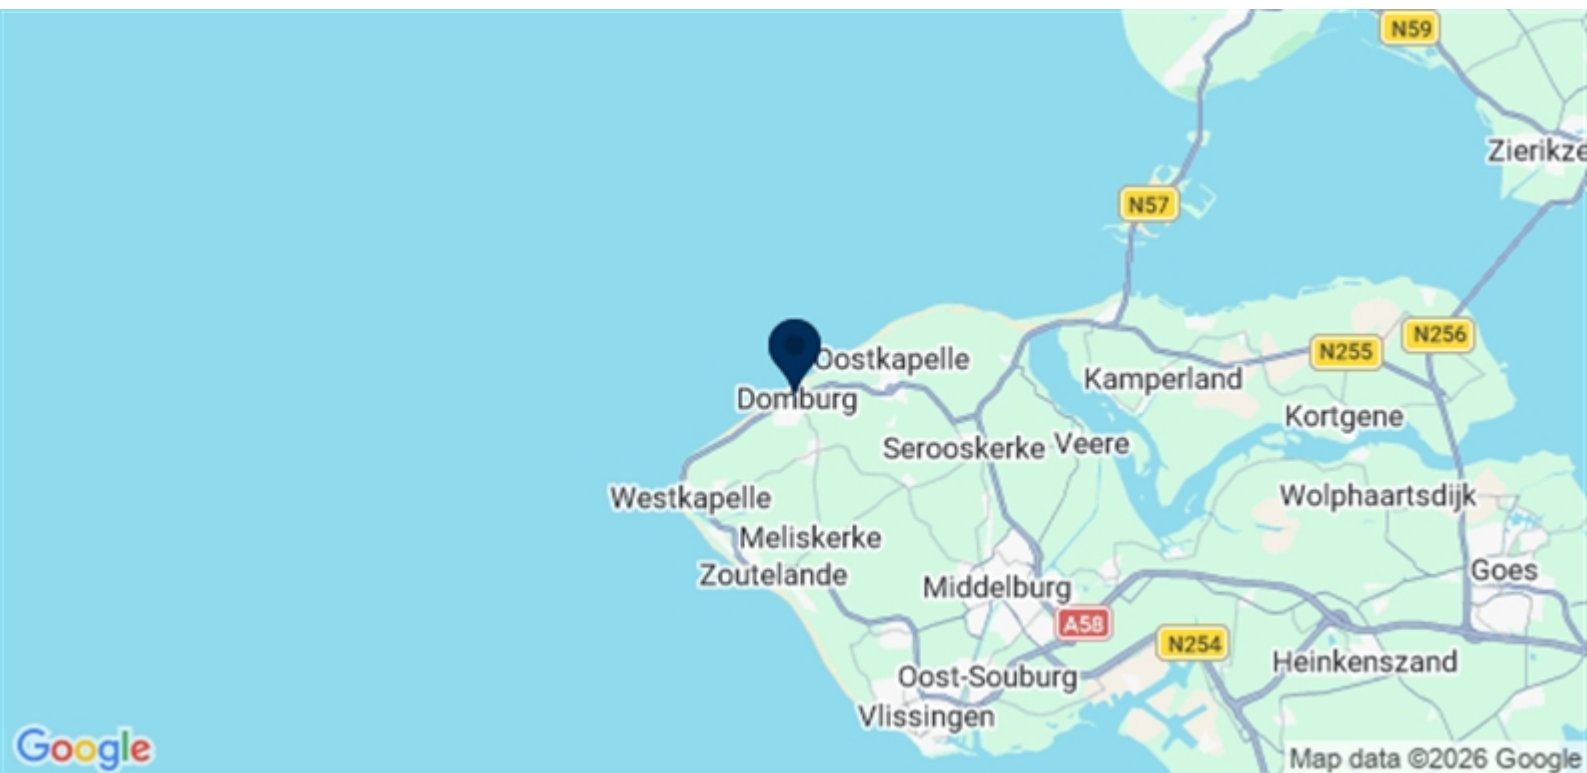 N59
Zierikze
N57
N256
N255
Oostkapelle
Kamperland
Domburg
Kortgene
Serooskerke
Veere
Westkapelle
Wolphaartsdijk
Meliskerke
Zoutelande
Goes
Middelburg
A58
N254
Heinkenszand
Oost-Souburg
Vlissingen
Google
Map data ©2026 Google